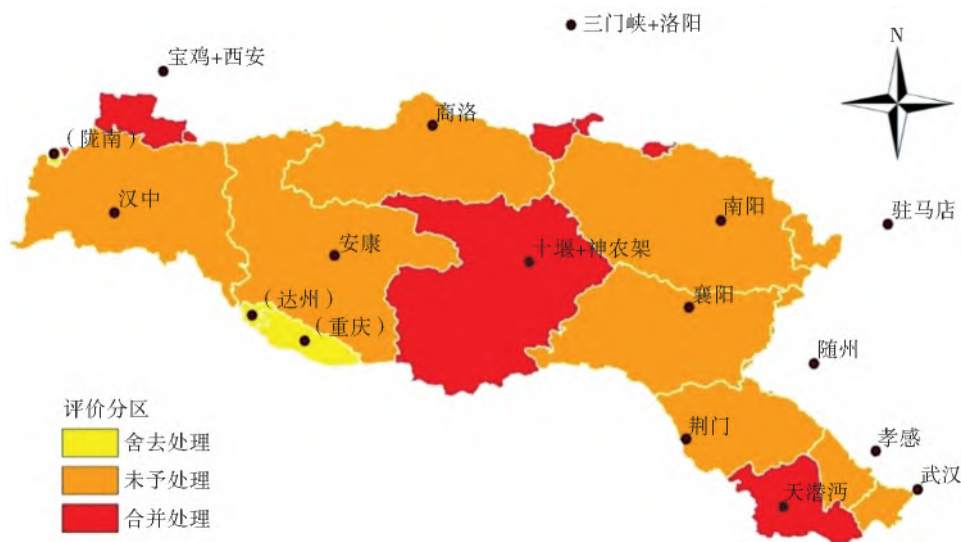 三门峡+洛阳
N
宝鸡+西安
商洛
（陇南）
汉中
南阳
驻马店
安康
十堰+神农架
（达州）
襄阳
（重庆）
随州
评价分区
舍去处理
未予处理
合并处理
荆门
孝感
武汉
天潜沔